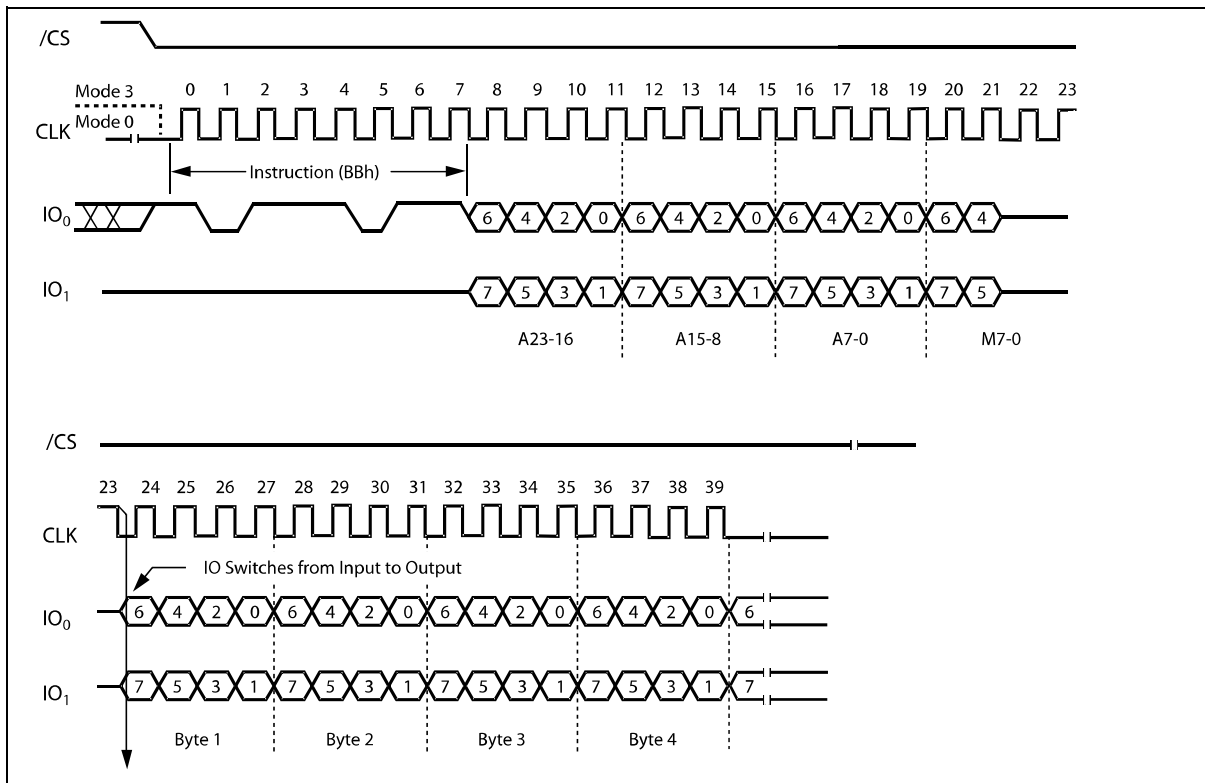 /CS
Mode 3
0 1 2 3 4 5 6 7 8 9 10 11 12 13 14 15 16 17 18 19 20 21 22 23
Mode 0
CLK
Instruction (BBh)
IO0 6 4 2 0 6 4 2 0 6 4 2 0 6 4
IO1 7 5 3 1 7 5 3 1 7 5 3 1 7 5
A23-16 A15-8 A7-0 M7-0
/CS
23 24 25 26 27 28 29 30 31 32 33 34 35 36 37 38 39
CLK
IO Switches from Input to Output
IO0 6 4 2 0 6 4 2 0 6 4 2 0 6 4 2 0 6
IO1 7 5 3 1 7 5 3 1 7 5 3 1 7 5 3 1 7
Byte 1 Byte 2 Byte 3 Byte 4